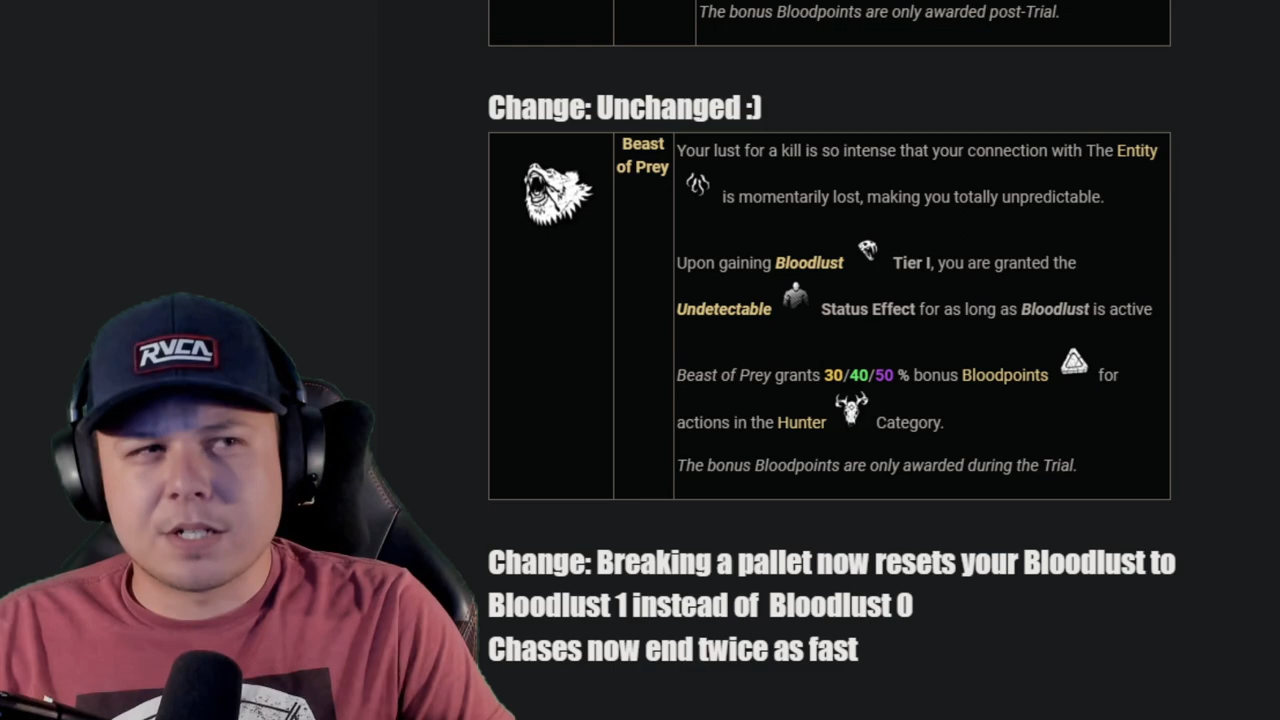 The bonus Bloodpoints are only awarded post-Trial.
Change: Unchanged :)
Beast
of Prey
Your lust for a kill is so intense that your connection with The Entity
is momentarily lost, making you totally unpredictable.
Upon gaining Bloodlust Tier I, you are granted the
Undetectable Status Effect for as long as Bloodlust is active
Beast of Prey grants 30/40/50 % bonus Bloodpoints for
actions in the Hunter Category.
The bonus Bloodpoints are only awarded during the Trial.
Change: Breaking a pallet now resets your Bloodlust to
Bloodlust 1 instead of Bloodlust 0
Chases now end twice as fast
RVCA